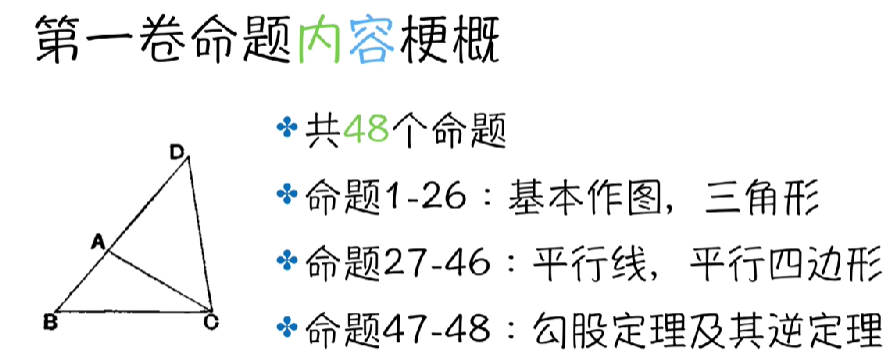 第一卷命题内容梗概
共48个命题
命题1-26：基本作图，三角形
命题27-46：平行线，平行四边形
命题47-48：勾股定理及其逆定理
D
A
B
C